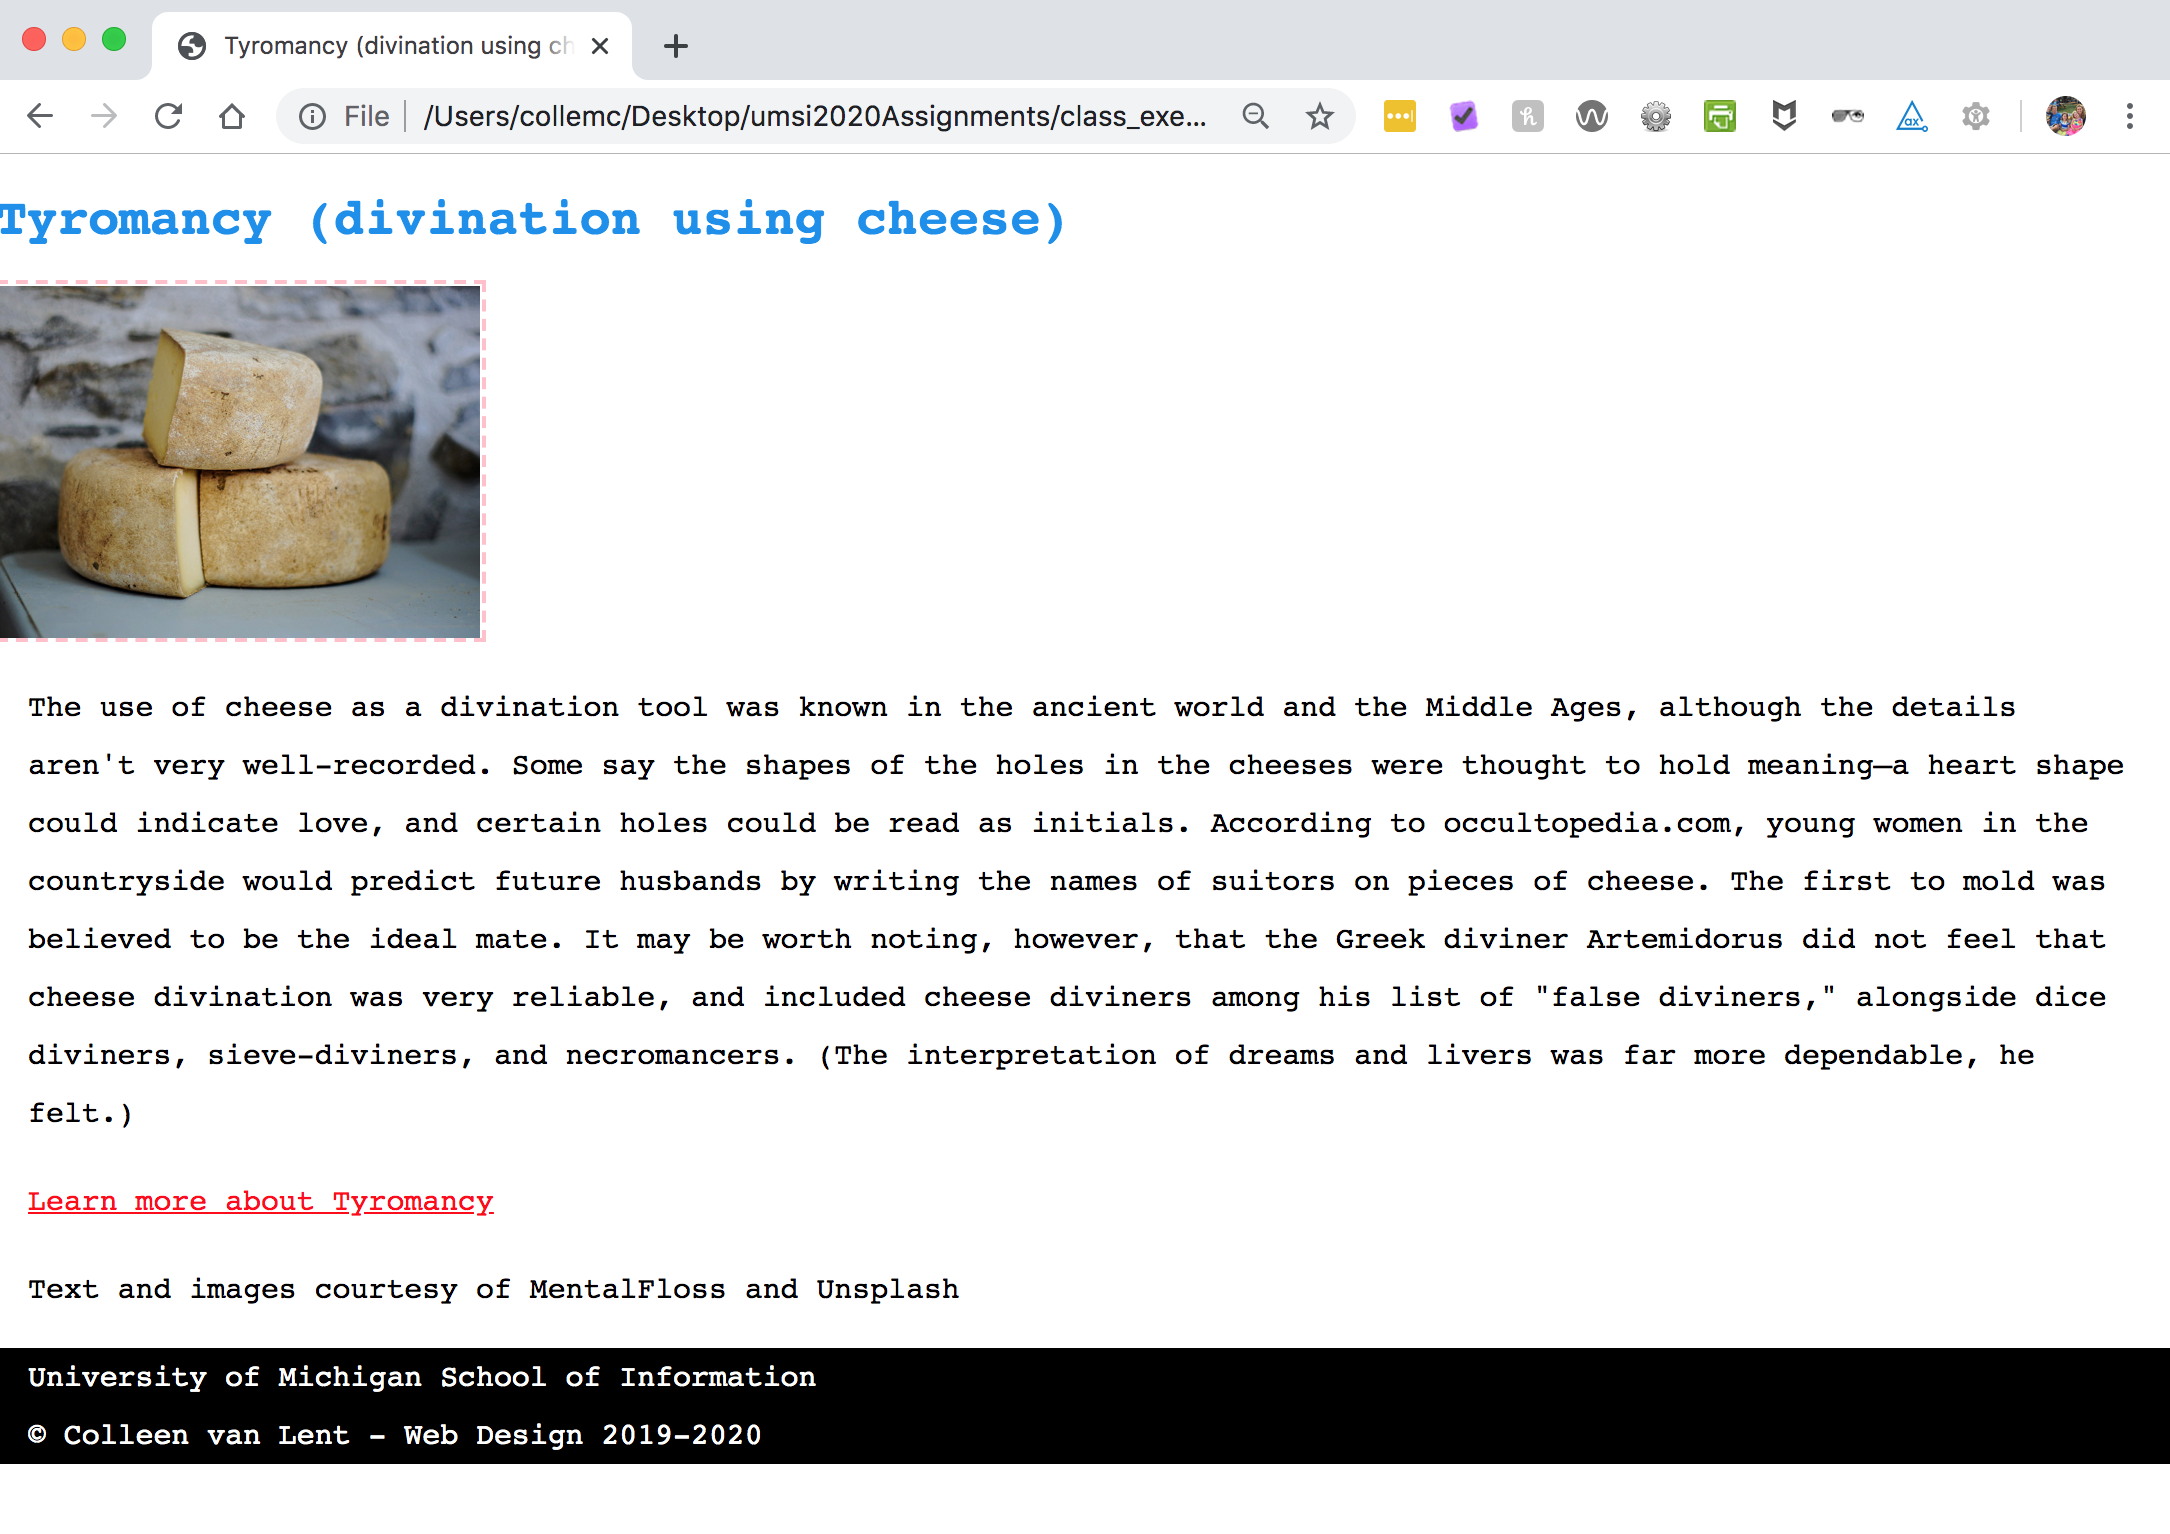 Tyromancy (divination using ch
File
/Users/collemc/Desktop/umsi2020Assignments/class_exe...
Tyromancy (divination using cheese)
The use of cheese as a divination tool was known in the ancient world and the Middle Ages, although the details
aren't very well-recorded. Some say the shapes of the holes in the cheeses were thought to hold meaning—a heart shape
could indicate love, and certain holes could be read as initials. According to occultopedia.com, young women in the
countryside would predict future husbands by writing the names of suitors on pieces of cheese. The first to mold was
believed to be the ideal mate. It may be worth noting, however, that the Greek diviner Artemidorus did not feel that
cheese divination was very reliable, and included cheese diviners among his list of "false diviners," alongside dice
diviners, sieve-diviners, and necromancers. (The interpretation of dreams and livers was far more dependable, he
felt.)
Learn more about Tyromancy
Text and images courtesy of MentalFloss and Unsplash
University of Michigan School of Information
© Colleen van Lent - Web Design 2019-2020